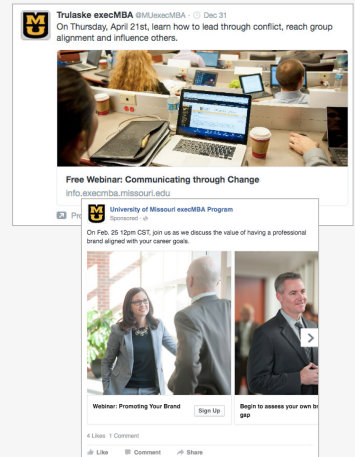 Trulaske execMBA @MUexecMBA · Dec 31
On Thursday, April 21st, learn how to lead through conflict, reach group
alignment and influence others.
Free Webinar: Communicating through Change
info.execmba.missouri.edu
University of Missouri execMBA Program
Sponsored ·
On Feb. 25 12pm CST, join us as we discuss the value of having a professional
brand aligned with your career goals.
Webinar: Promoting Your Brand
Sign Up
Begin to assess your own
gap
4 Likes 1 Comment
Like Comment Share